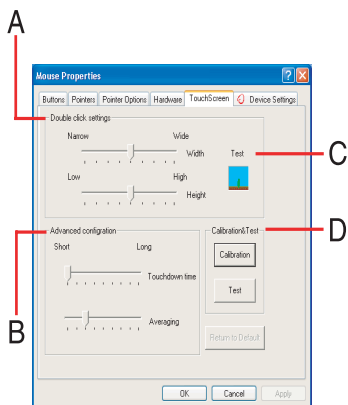 A
Mouse Properties
Buttons Pointers Pointer Options Hardware TouchScreen Device Settings
Double click settings
Narrow Wide
Width
Test
C
Low High
Height
Advanced configration
Short Long
Touchdown time
Averaging
B
Calibration&Test
D
Calibration
Test
Return to Default
OK Cancel Apply